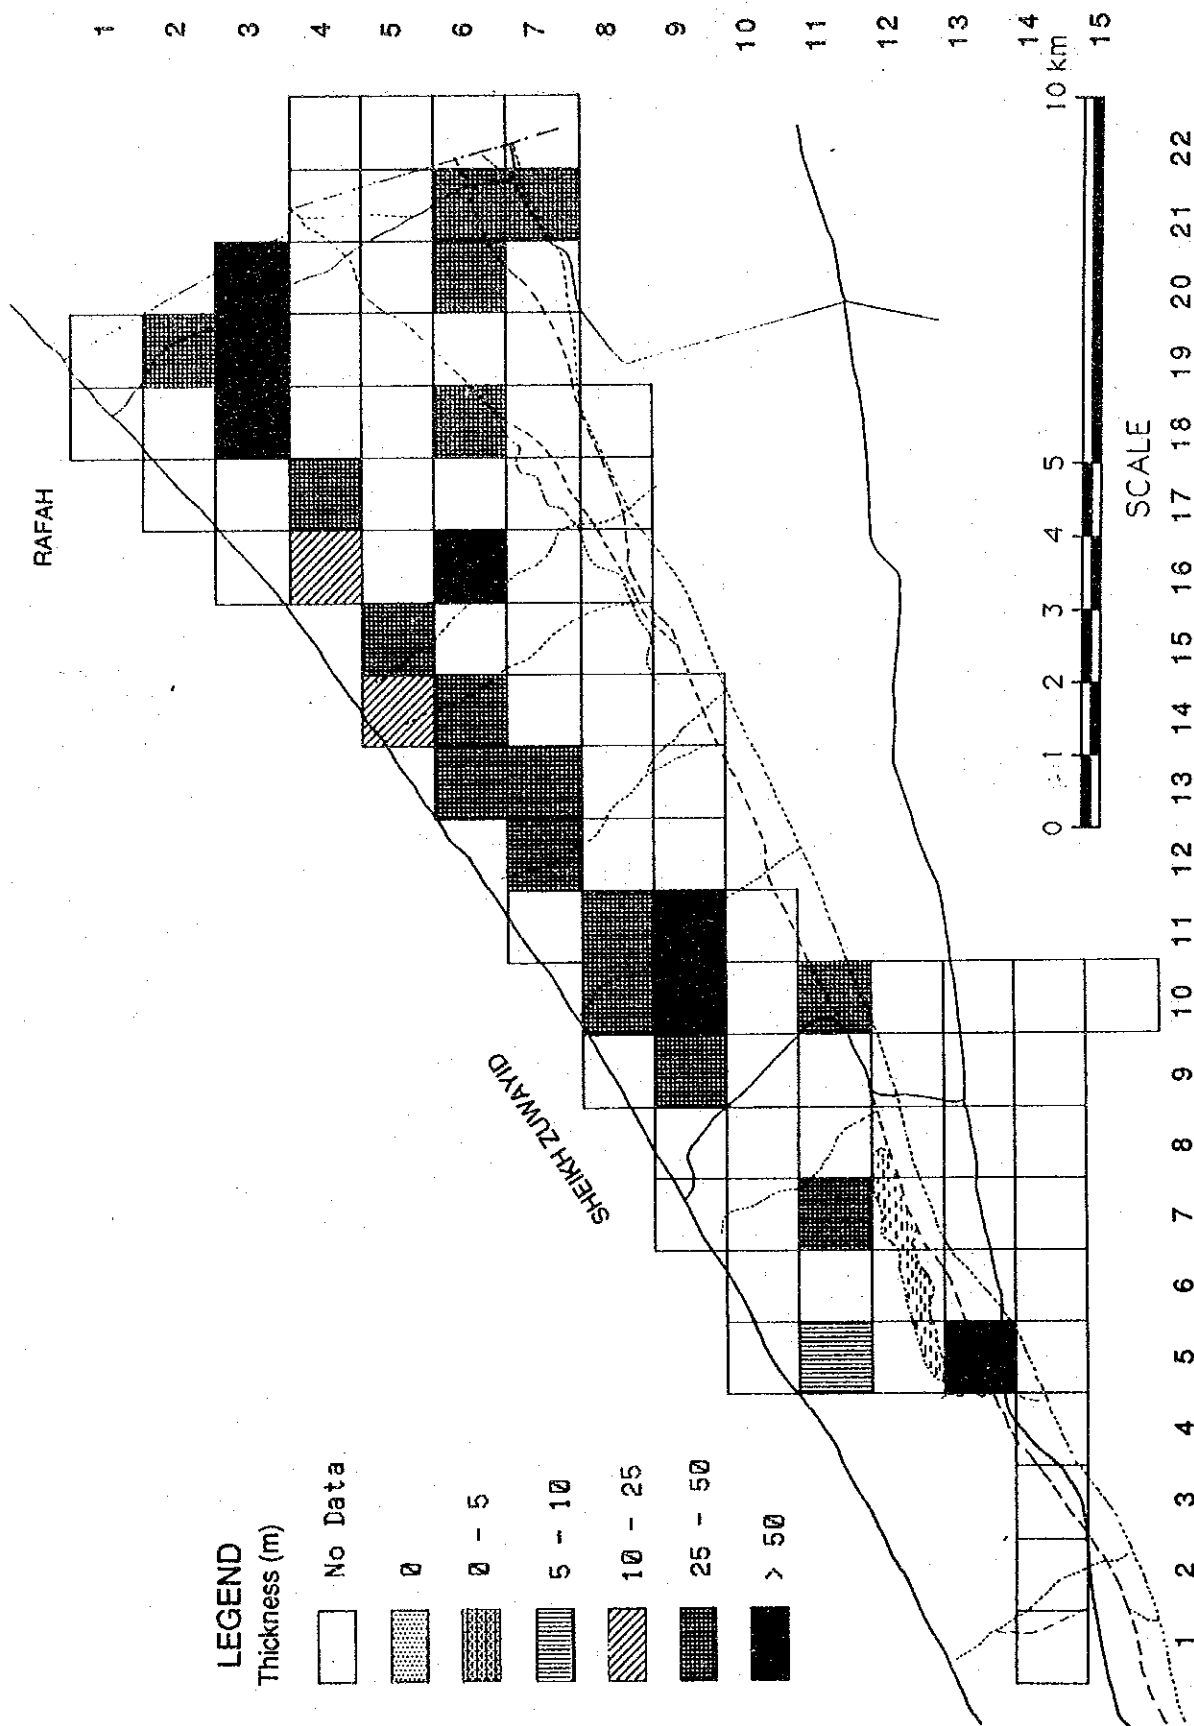 LEGEND
Thickness (m)
No Data
0
0 - 5
5 - 10
10 - 25
25 - 50
> 50
RAFAH
SHEIKH ZUWAYID
1
2
3
4
5
6
7
8
9
10
11
12
13
14
15
0 1 2 3 4 5 10 km
SCALE
1 2 3 4 5 6 7 8 9 10 11 12 13 14 15 16 17 18 19 20 21 22